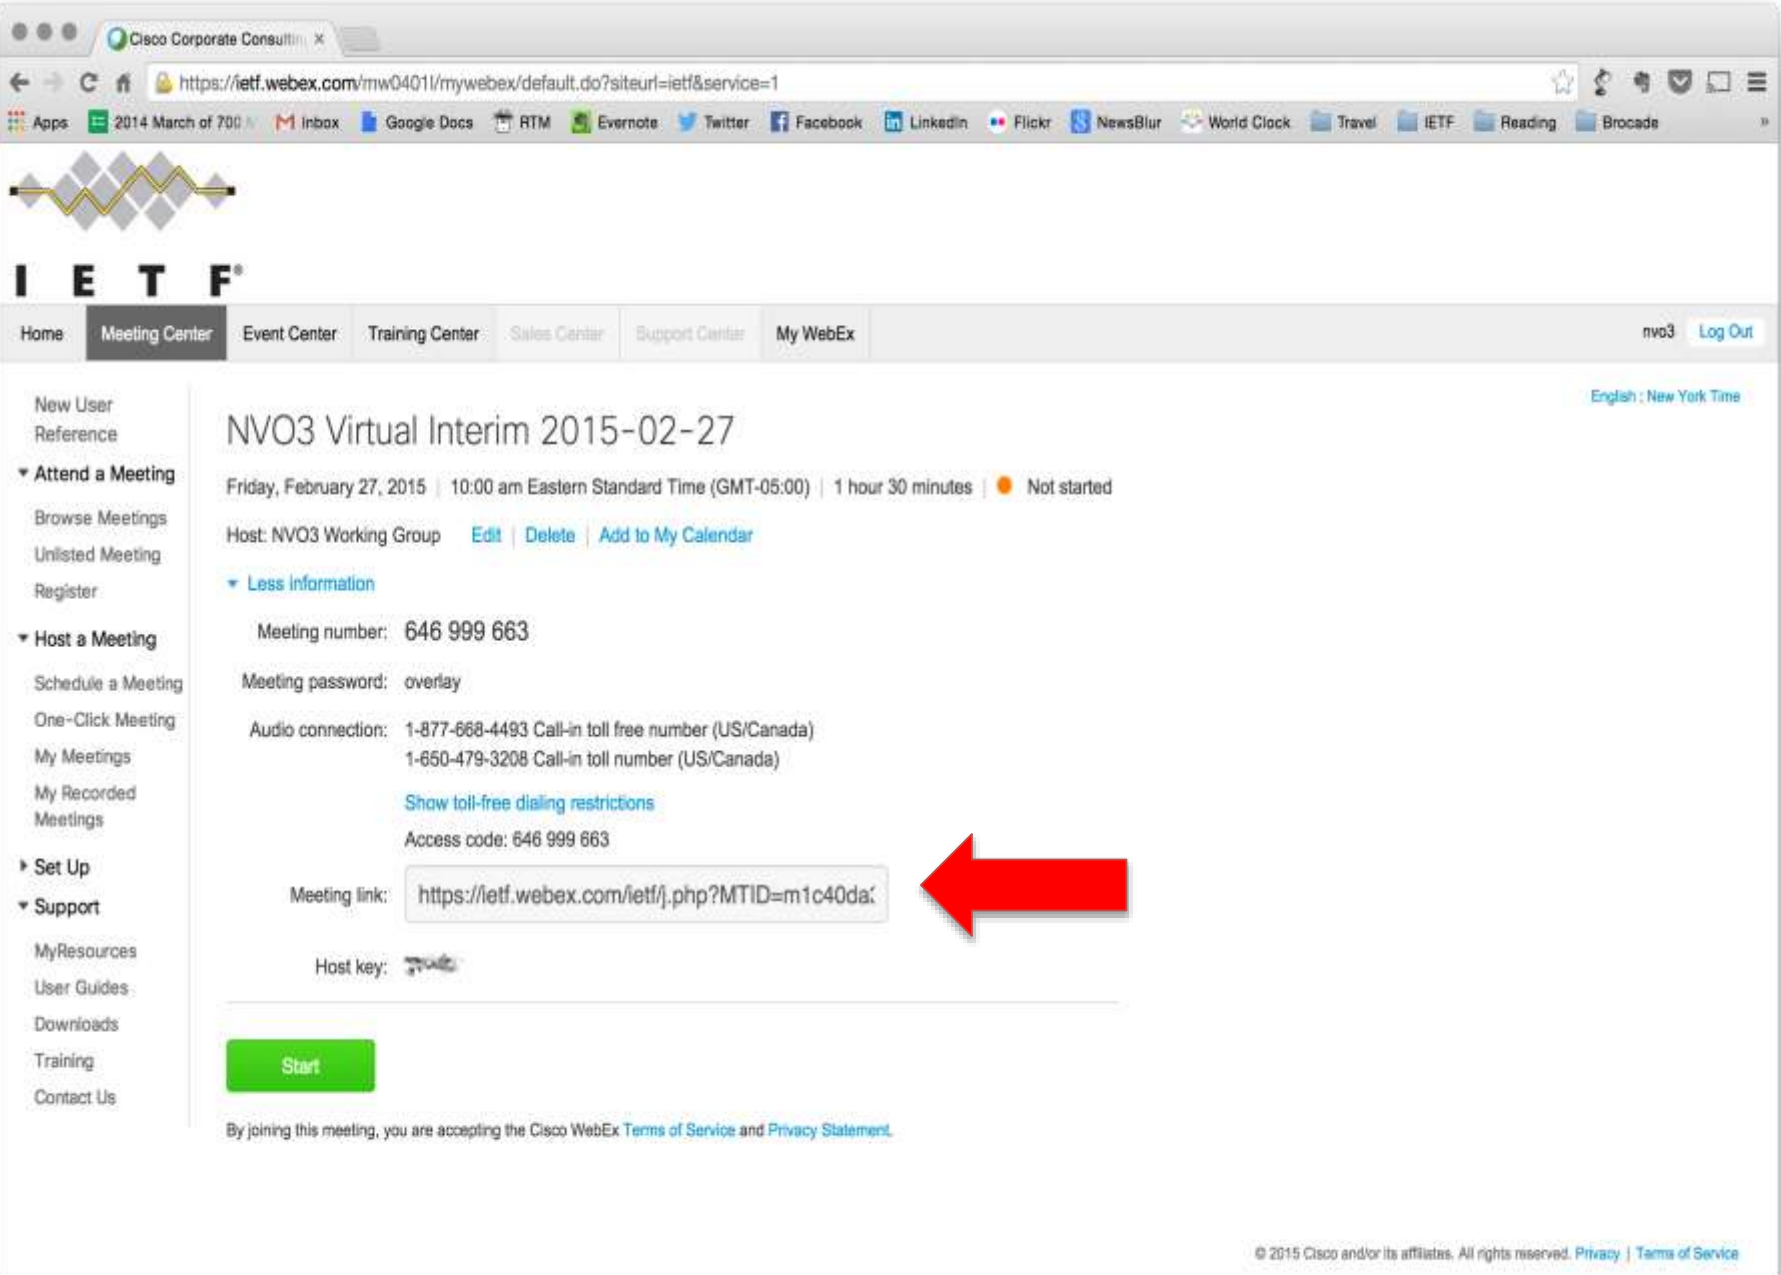 Cisco Corporate Consultin
https://ietf.webex.com/mw0401l/mywebex/default.do?siteurl=ietf&service=1
Apps 2014 March of 700 Inbox Google Docs RTM Evernote Twitter Facebook LinkedIn Flickr NewsBlur World Clock Travel IETF Reading Brocade »
I E T F®
Home Meeting Center Event Center Training Center Sales Center Support Center My WebEx nvo3 Log Out
English : New York Time
New User
Reference
Attend a Meeting
Browse Meetings
Unlisted Meeting
Register
Host a Meeting
Schedule a Meeting
One-Click Meeting
My Meetings
My Recorded
Meetings
Set Up
Support
MyResources
User Guides
Downloads
Training
Contact Us
NVO3 Virtual Interim 2015-02-27
Friday, February 27, 2015 | 10:00 am Eastern Standard Time (GMT-05:00) | 1 hour 30 minutes | Not started
Host: NVO3 Working Group Edit | Delete | Add to My Calendar
Less information
Meeting number: 646 999 663
Meeting password: overlay
Audio connection: 1-877-668-4493 Call-in toll free number (US/Canada)
1-650-479-3208 Call-in toll number (US/Canada)
Show toll-free dialing restrictions
Access code: 646 999 663
Meeting link: https://ietf.webex.com/ietf/j.php?MTID=m1c40da
Host key:
Start
By joining this meeting, you are accepting the Cisco WebEx Terms of Service and Privacy Statement.
© 2015 Cisco and/or its affiliates. All rights reserved. Privacy | Terms of Service